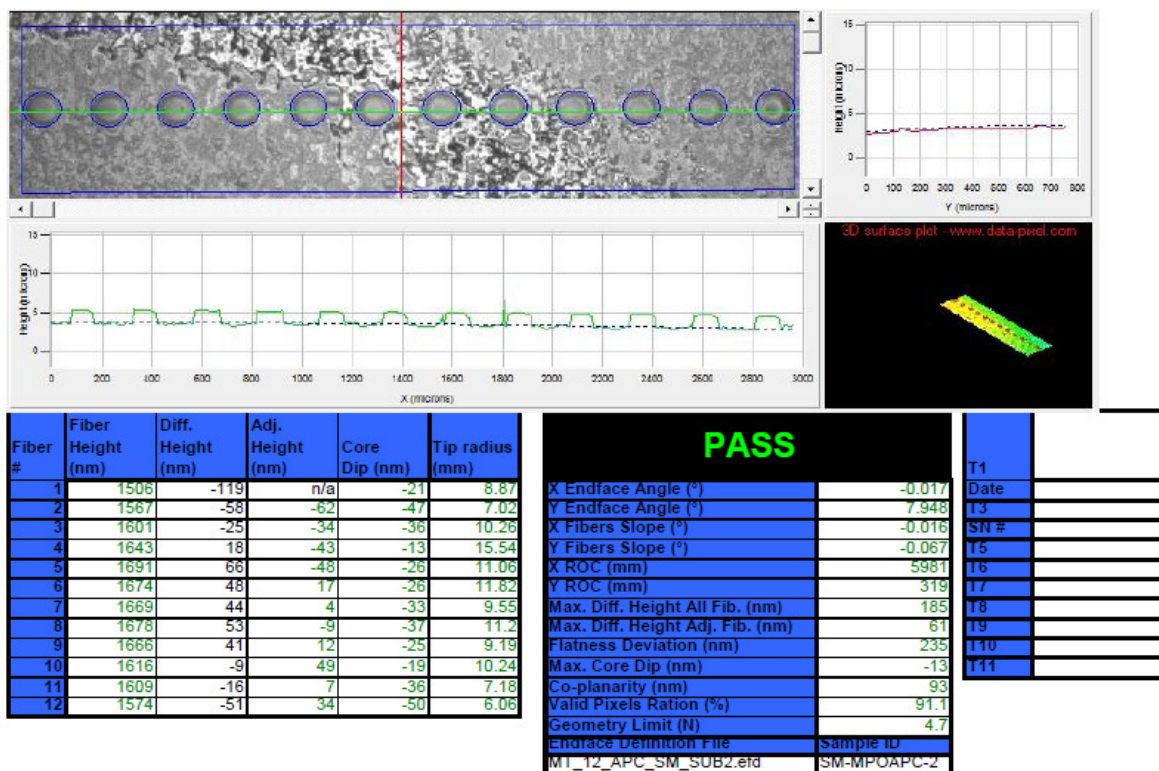 15
10
5
0
Height (micron)
0 100 200 300 400 500 600 700 800
Y (microns)
15
10
5
0
Height (micron)
0 200 400 600 800 1000 1200 1400 1600 1800 2000 2200 2400 2600 2800 3000
X (microns)
3D surface plot - www.data-pixel.com
Fiber # Fiber Height (nm) Diff. Height (nm) Adj. Height (nm) Core Dip (nm) Tip radius (mm)
1 1506 -119 n/a -21 8.87
2 1567 -58 -62 -47 7.02
3 1601 -25 -34 -36 10.26
4 1643 18 -43 -13 15.54
5 1691 66 -48 -26 11.06
6 1674 48 17 -26 11.82
7 1669 44 4 -33 9.55
8 1678 53 -9 -37 11.2
9 1666 41 12 -25 9.19
10 1616 -9 49 -19 10.24
11 1609 -16 7 -36 7.18
12 1574 -51 34 -50 6.06
PASS
X Endface Angle (°) -0.017
Y Endface Angle (°) 7.948
X Fibers Slope (°) -0.016
Y Fibers Slope (°) -0.067
X ROC (mm) 5981
Y ROC (mm) 319
Max. Diff. Height All Fib. (nm) 185
Max. Diff. Height Adj. Fib. (nm) 61
Flatness Deviation (nm) 235
Max. Core Dip (nm) -13
Co-planarity (nm) 93
Valid Pixels Ration (%) 91.1
Geometry Limit (N) 4.7
Endface Definition File Sample ID
MT_12_APC_SM_SUB2.efd SM-MPOAPC-2
T1
Date
T3
SN #
T5
T6
T7
T8
T9
T10
T11